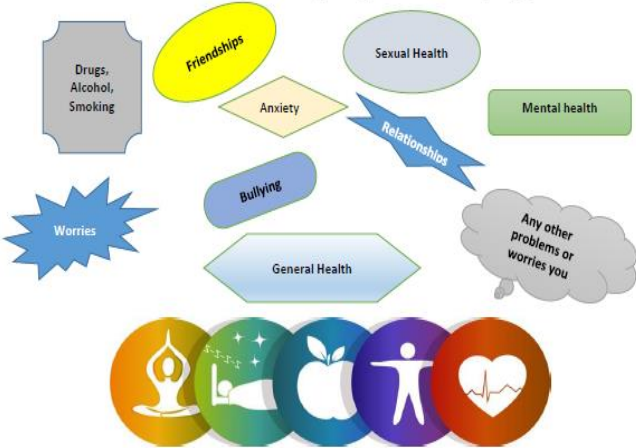 Friendships
Sexual Health
Drugs,
Alcohol,
Smoking
Anxiety
Mental health
Relationships
Bullying
Worries
Any other
problems or
worries you
General Health